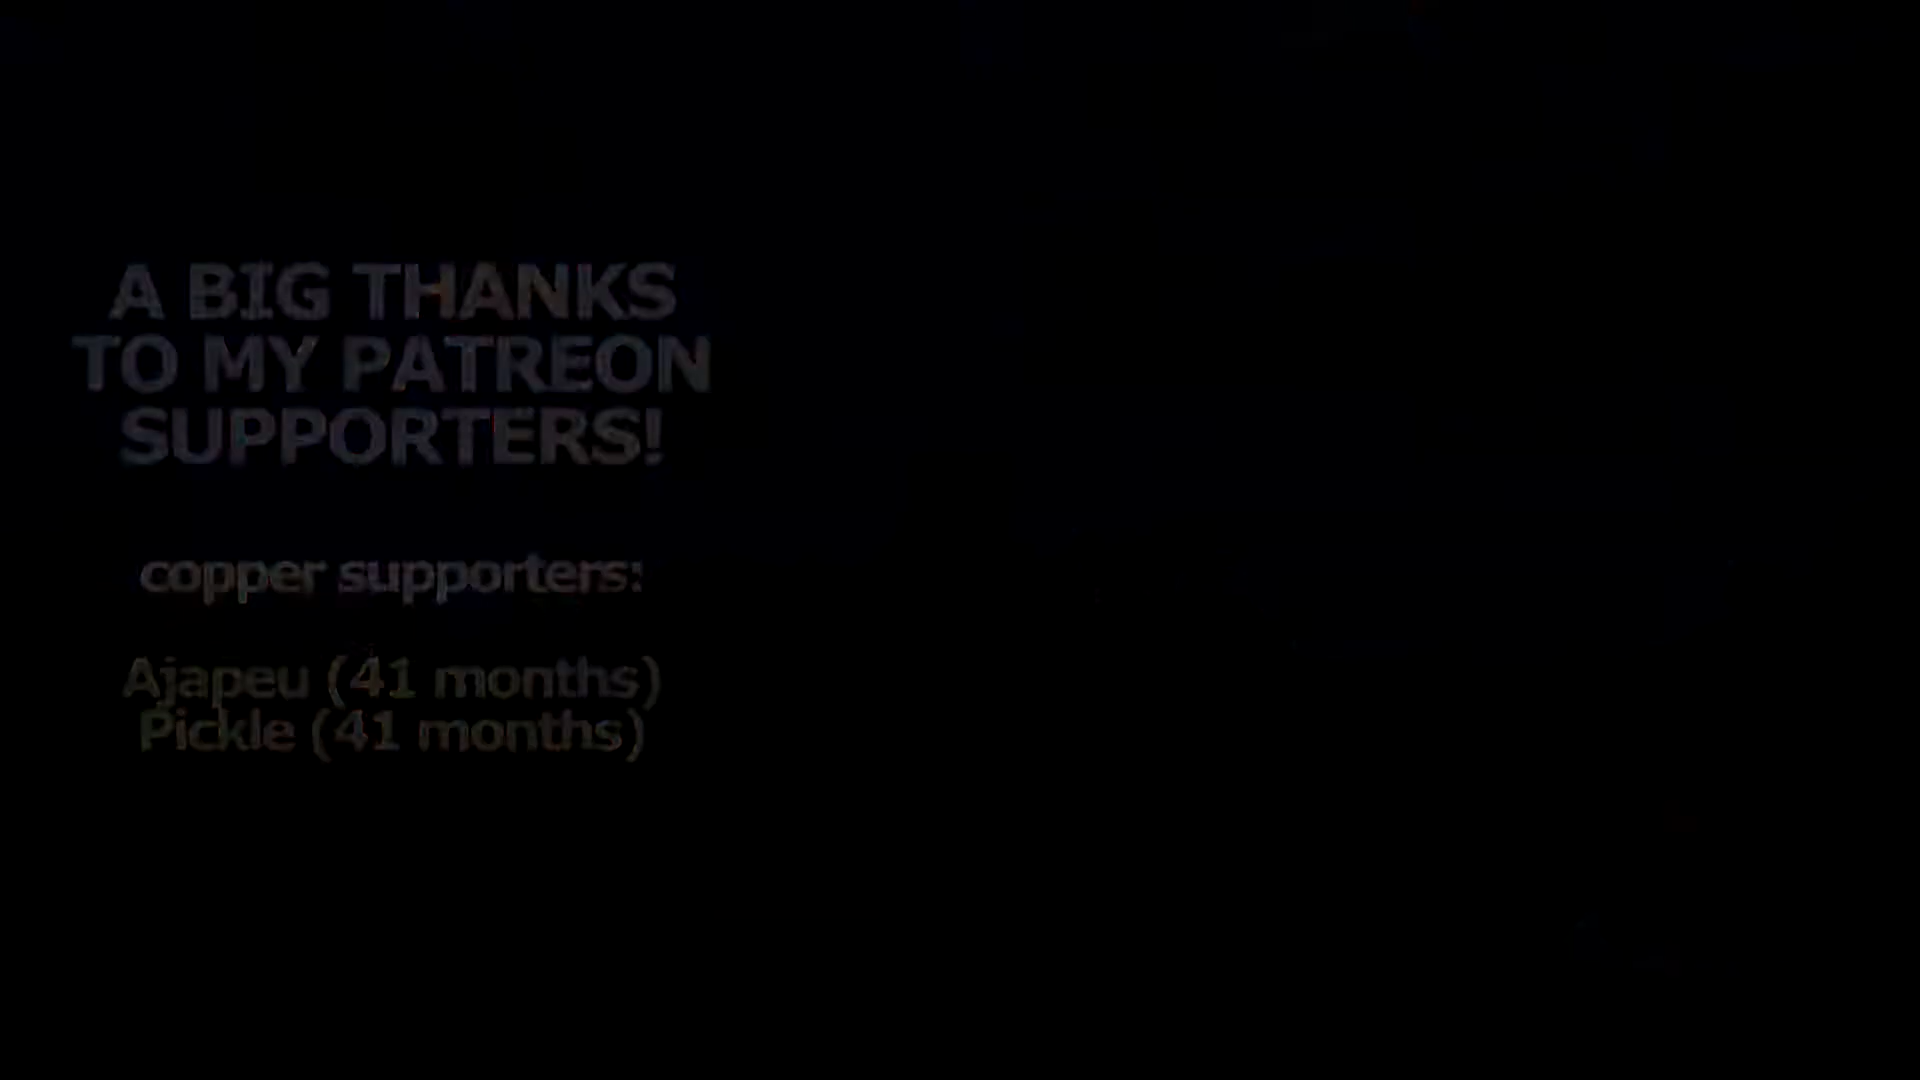 A BIG THANKS
TO MY PATREON
SUPPORTERS!
copper supporters:
Ajapeu (41 months)
Pickle (41 months)